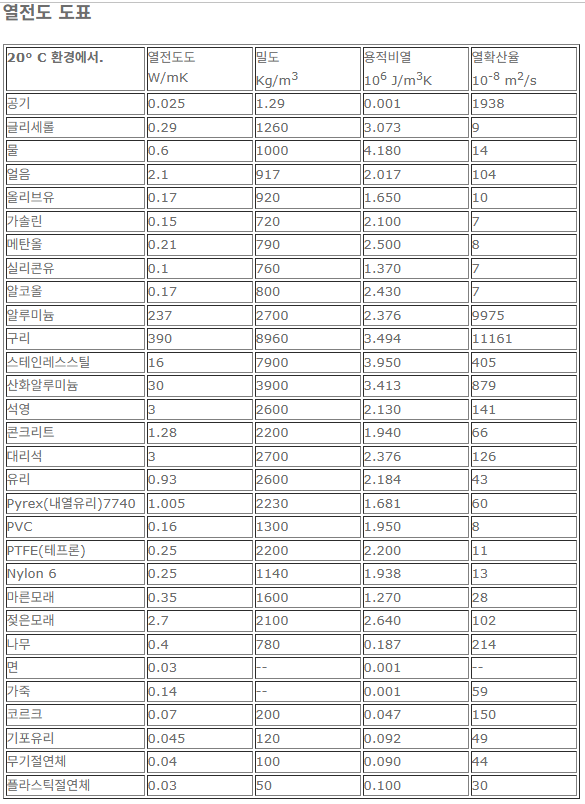 열전도 도표
20° C 환경에서. 열전도도 W/mK 밀도 Kg/m³ 용적비열 10⁶ J/m³K 열확산율 10⁻⁸ m²/s
공기 0.025 1.29 0.001 1938
글리세롤 0.29 1260 3.073 9
물 0.6 1000 4.180 14
얼음 2.1 917 2.017 104
올리브유 0.17 920 1.650 10
가솔린 0.15 720 2.100 7
메탄올 0.21 790 2.500 8
실리콘유 0.1 760 1.370 7
알코올 0.17 800 2.430 7
알루미늄 237 2700 2.376 9975
구리 390 8960 3.494 11161
스테인레스스틸 16 7900 3.950 405
산화알루미늄 30 3900 3.413 879
석영 3 2600 2.130 141
콘크리트 1.28 2200 1.940 66
대리석 3 2700 2.376 126
유리 0.93 2600 2.184 43
Pyrex(내열유리)7740 1.005 2230 1.681 60
PVC 0.16 1300 1.950 8
PTFE(테프론) 0.25 2200 2.200 11
Nylon 6 0.25 1140 1.938 13
마른모래 0.35 1600 1.270 28
젖은모래 2.7 2100 2.640 102
나무 0.4 780 0.187 214
면 0.03 -- 0.001 --
가죽 0.14 -- 0.001 59
코르크 0.07 200 0.047 150
기포유리 0.045 120 0.092 49
무기절연체 0.04 100 0.090 44
플라스틱절연체 0.03 50 0.100 30